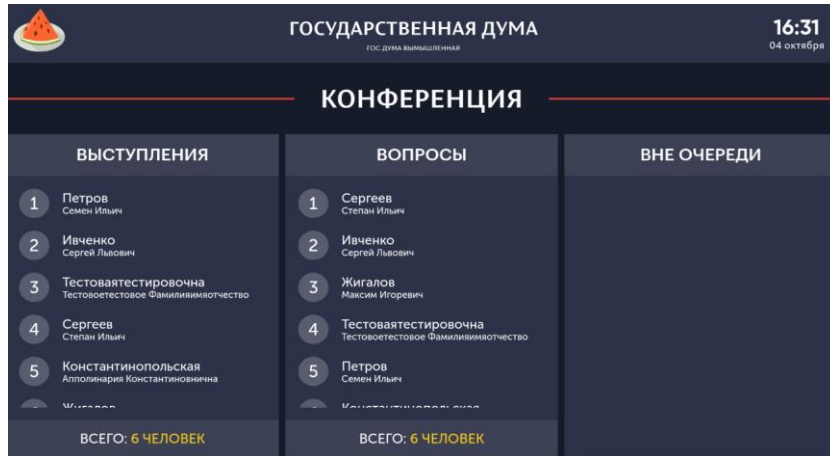 ГОСУДАРСТВЕННАЯ ДУМА
ГОС ДУМА ВЫМЫШЛЕННАЯ
16:31
04 октября
КОНФЕРЕНЦИЯ
ВЫСТУПЛЕНИЯ
1 Петров
Семен Ильич
2 Ивченко
Сергей Львович
3 Тестоваятестировочна
Тестовоетестовое Фамилияимяотчество
4 Сергеев
Степан Ильич
5 Константинопольская
Апполинария Константиновнична
Жигалов
ВСЕГО: 6 ЧЕЛОВЕК
ВОПРОСЫ
1 Сергеев
Степан Ильич
2 Ивченко
Сергей Львович
3 Жигалов
Максим Игоревич
4 Тестоваятестировочна
Тестовоетестовое Фамилияимяотчество
5 Петров
Семен Ильич
Константинопольская
ВСЕГО: 6 ЧЕЛОВЕК
ВНЕ ОЧЕРЕДИ